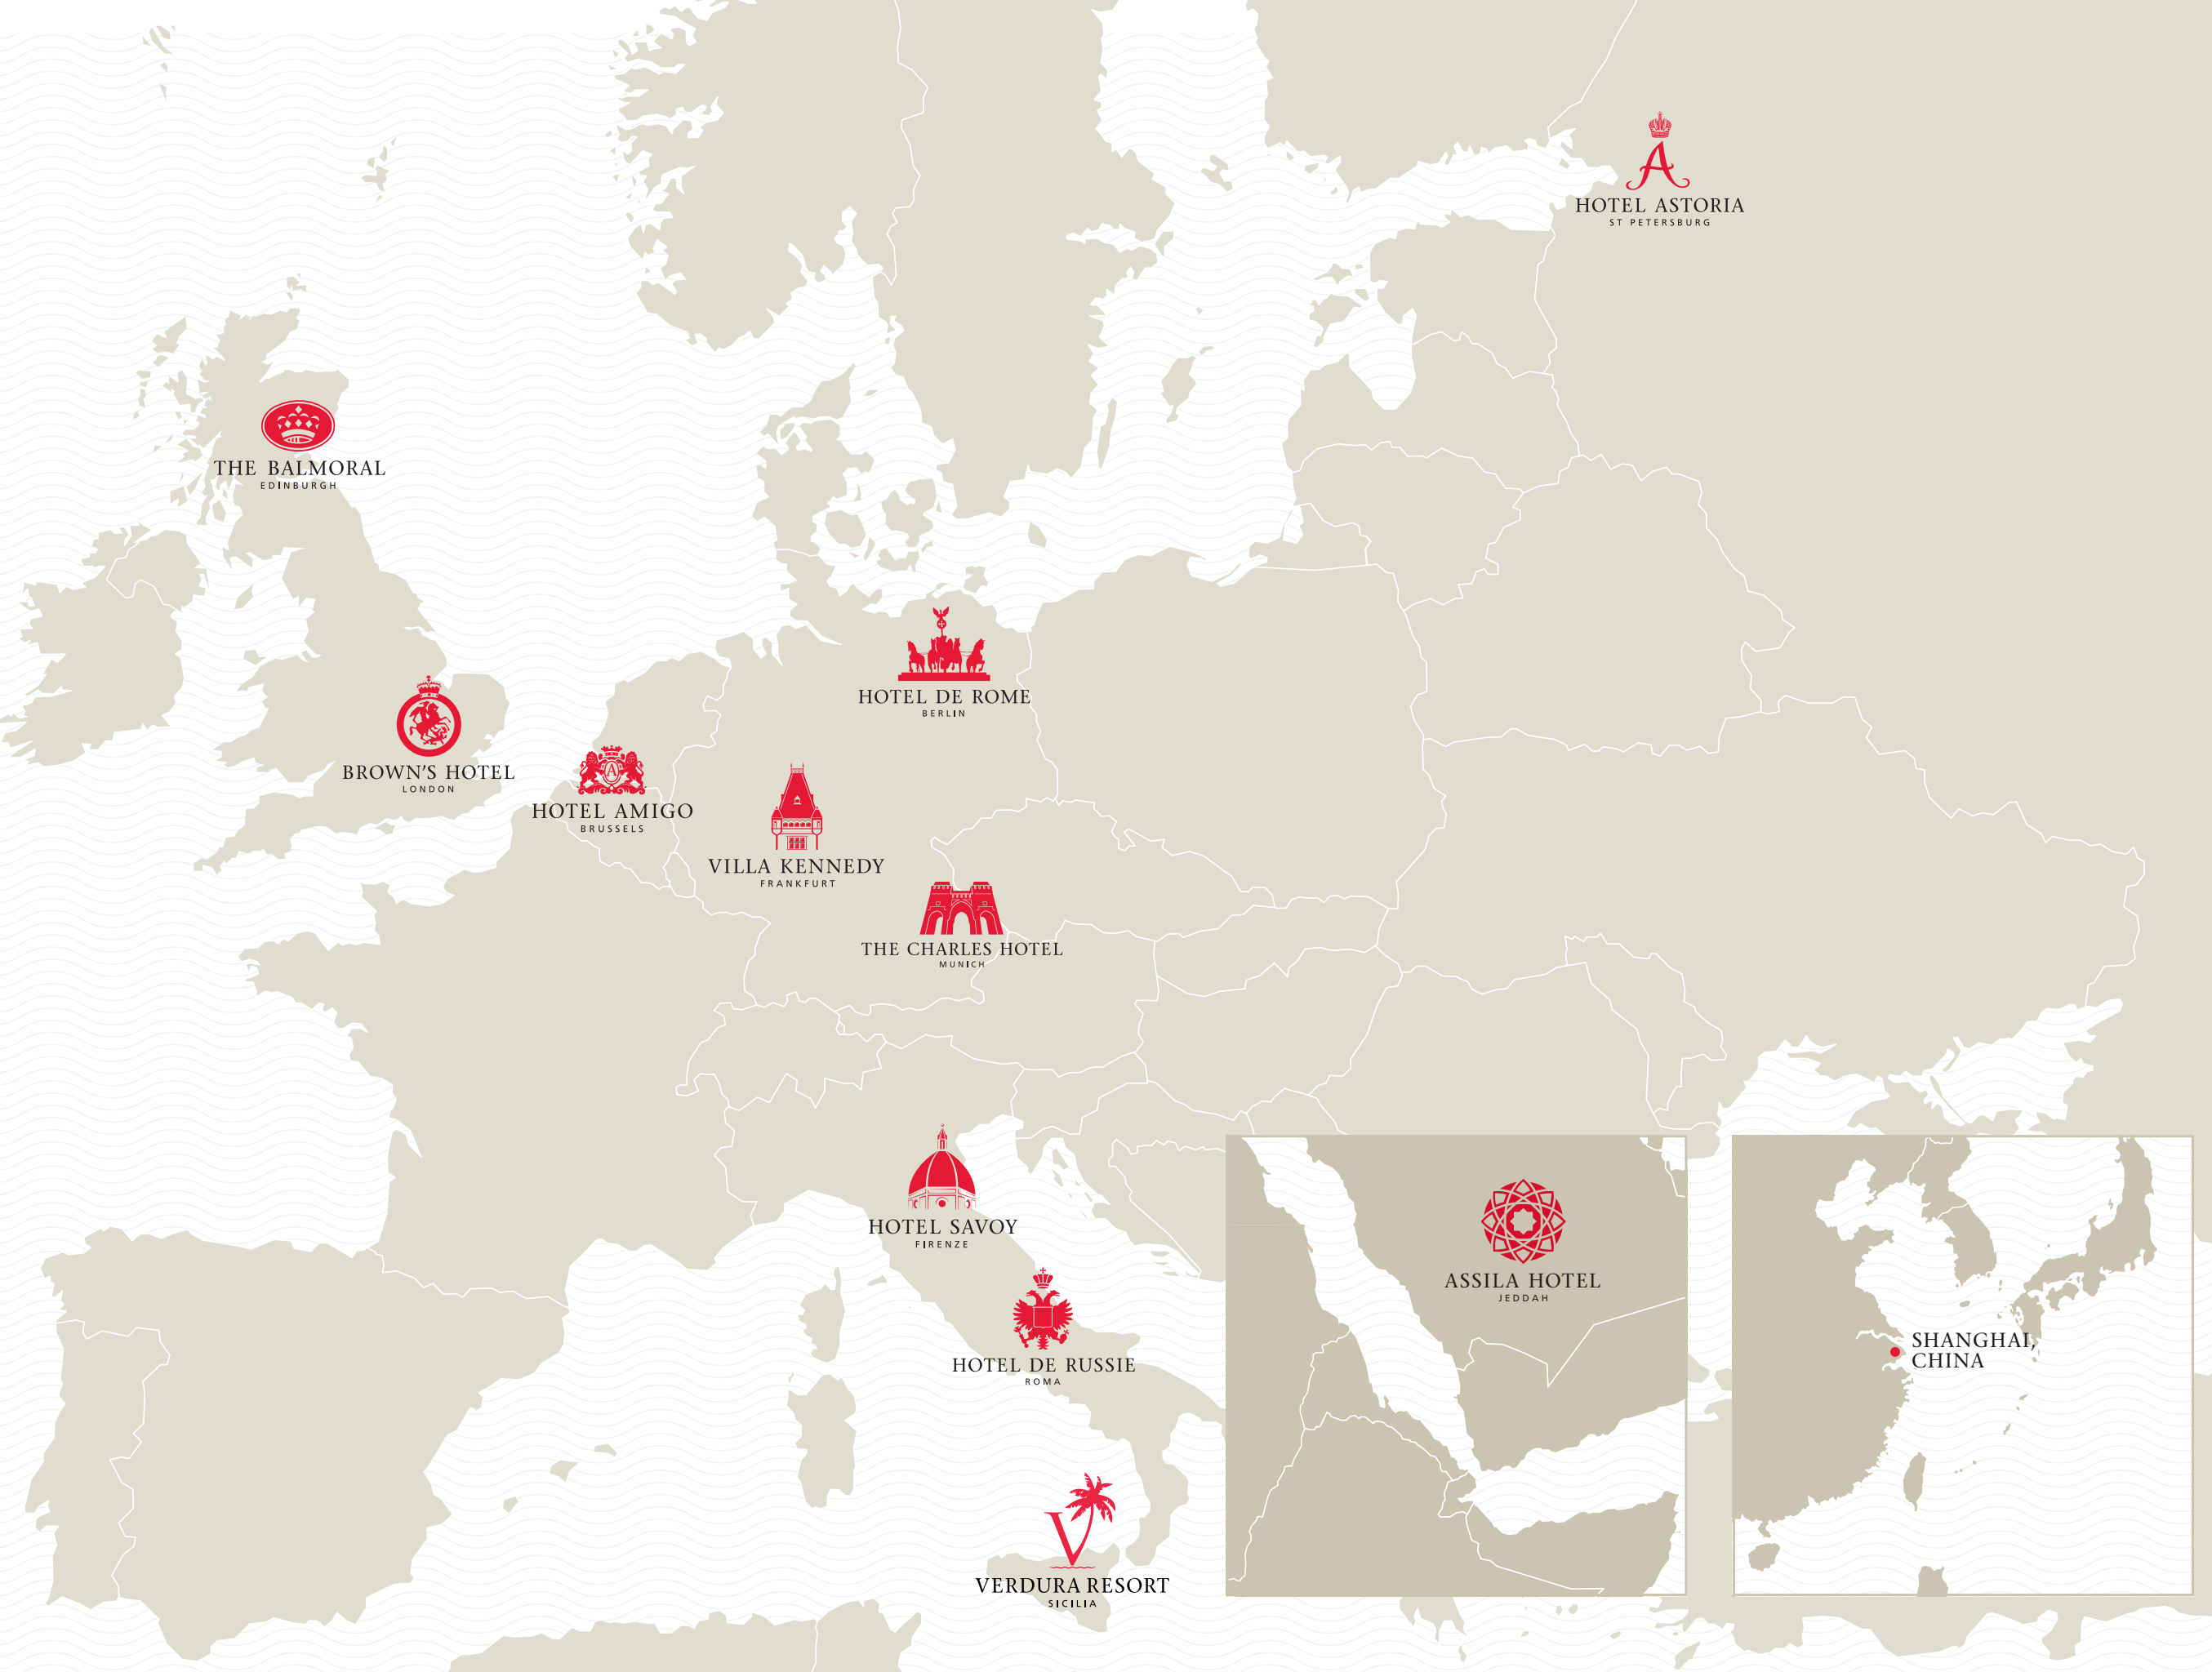 HOTEL ASTORIA
ST PETERSBURG
THE BALMORAL
EDINBURGH
HOTEL DE ROME
BERLIN
BROWN'S HOTEL
LONDON
A
HOTEL AMIGO
BRUSSELS
VILLA KENNEDY
FRANKFURT
THE CHARLES HOTEL
MUNICH
HOTEL SAVOY
FIRENZE
ASSILA HOTEL
JEDDAH
SHANGHAI,
CHINA
HOTEL DE RUSSIE
ROMA
V
VERDURA RESORT
SICILIA